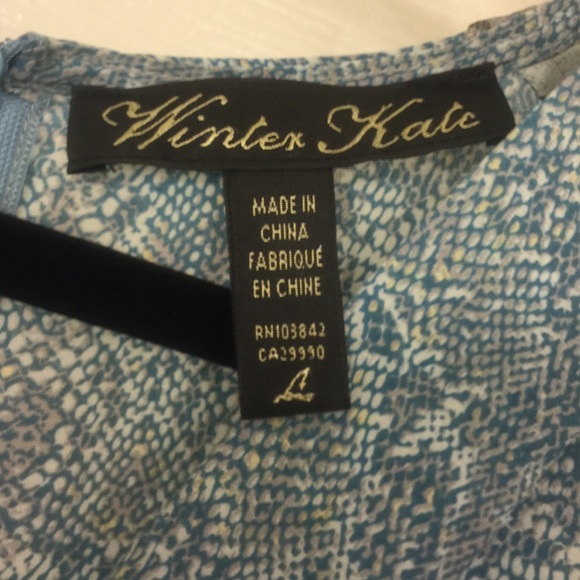 Winter Kate
MADE IN
CHINA
FABRIQUÉ
EN CHINE
RN103842
CA29990
L